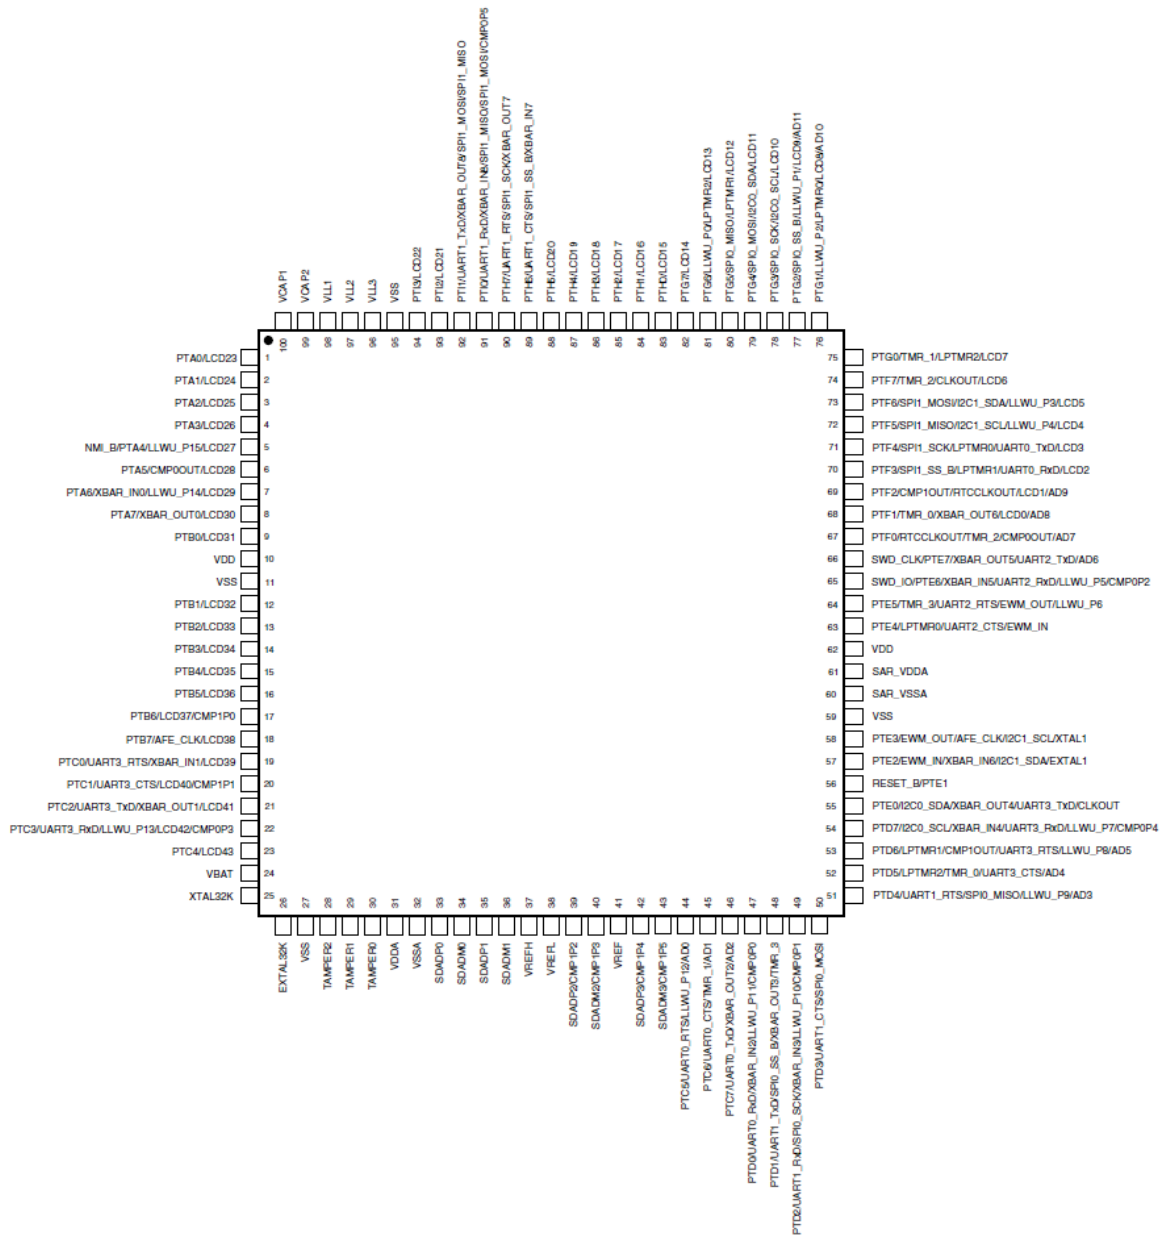 VCAP1
VCAP2
VLL1
VLL2
VLL3
VSS
PTI3/LCD22
PTI2/LCD21
PTI1/UART1_TxD/XBAR_OUT8/SPI1_MOSI/SPI1_MISO
PTI0/UART1_RxD/XBAR_IN8/SPI1_MISO/SPI1_MOSI/CMP0P5
PTH7/UART1_RTS/SPI1_SCK/XBAR_OUT7
PTH6/UART1_CTS/SPI1_SS_B/XBAR_IN7
PTH5/LCD20
PTH4/LCD19
PTH3/LCD18
PTH2/LCD17
PTH1/LCD16
PTH0/LCD15
PTG7/LCD14
PTG6/LLWU_P0/LPTMR2/LCD13
PTG5/SPI0_MISO/LPTMR1/LCD12
PTG4/SPI0_MOSI/I2C0_SDA/LCD11
PTG3/SPI0_SCK/I2C0_SCL/LCD10
PTG2/SPI0_SS_B/LLWU_P1/LCD9/AD11
PTG1/LLWU_P2/LPTMR0/LCD8/AD10
100
99
98
97
96
95
94
93
92
91
90
89
88
87
86
85
84
83
82
81
80
79
78
77
76
PTA0/LCD23 1
PTA1/LCD24 2
PTA2/LCD25 3
PTA3/LCD26 4
NMI_B/PTA4/LLWU_P15/LCD27 5
PTA5/CMP0OUT/LCD28 6
PTA6/XBAR_IN0/LLWU_P14/LCD29 7
PTA7/XBAR_OUT0/LCD30 8
PTB0/LCD31 9
VDD 10
VSS 11
PTB1/LCD32 12
PTB2/LCD33 13
PTB3/LCD34 14
PTB4/LCD35 15
PTB5/LCD36 16
PTB6/LCD37/CMP1P0 17
PTB7/AFE_CLK/LCD38 18
PTC0/UART3_RTS/XBAR_IN1/LCD39 19
PTC1/UART3_CTS/LCD40/CMP1P1 20
PTC2/UART3_TxD/XBAR_OUT1/LCD41 21
PTC3/UART3_RxD/LLWU_P13/LCD42/CMP0P3 22
PTC4/LCD43 23
VBAT 24
XTAL32K 25
75 PTG0/TMR_1/LPTMR2/LCD7
74 PTF7/TMR_2/CLKOUT/LCD6
73 PTF6/SPI1_MOSI/I2C1_SDA/LLWU_P3/LCD5
72 PTF5/SPI1_MISO/I2C1_SCL/LLWU_P4/LCD4
71 PTF4/SPI1_SCK/LPTMR0/UART0_TxD/LCD3
70 PTF3/SPI1_SS_B/LPTMR1/UART0_RxD/LCD2
69 PTF2/CMP1OUT/RTCCLKOUT/LCD1/AD9
68 PTF1/TMR_0/XBAR_OUT6/LCD0/AD8
67 PTF0/RTCCLKOUT/TMR_2/CMP0OUT/AD7
66 SWD_CLK/PTE7/XBAR_OUT5/UART2_TxD/AD6
65 SWD_IO/PTE6/XBAR_IN5/UART2_RxD/LLWU_P5/CMP0P2
64 PTE5/TMR_3/UART2_RTS/EWM_OUT/LLWU_P6
63 PTE4/LPTMR0/UART2_CTS/EWM_IN
62 VDD
61 SAR_VDDA
60 SAR_VSSA
59 VSS
58 PTE3/EWM_OUT/AFE_CLK/I2C1_SCL/XTAL1
57 PTE2/EWM_IN/XBAR_IN6/I2C1_SDA/EXTAL1
56 RESET_B/PTE1
55 PTE0/I2C0_SDA/XBAR_OUT4/UART3_TxD/CLKOUT
54 PTD7/I2C0_SCL/XBAR_IN4/UART3_RxD/LLWU_P7/CMP0P4
53 PTD6/LPTMR1/CMP1OUT/UART3_RTS/LLWU_P8/AD5
52 PTD5/LPTMR2/TMR_0/UART3_CTS/AD4
51 PTD4/UART1_RTS/SPI0_MISO/LLWU_P9/AD3
26
27
28
29
30
31
32
33
34
35
36
37
38
39
40
41
42
43
44
45
46
47
48
49
50
EXTAL32K
VSS
TAMPER2
TAMPER1
TAMPER0
VDDA
VSSA
SDADP0
SDADM0
SDADP1
SDADM1
VREFH
VREFL
SDADP2/CMP1P2
SDADM2/CMP1P3
VREF
SDADP3/CMP1P4
SDADM3/CMP1P5
PTC5/UART0_RTS/LLWU_P12/AD0
PTC6/UART0_CTS/TMR_1/AD1
PTC7/UART0_TxD/XBAR_OUT2/AD2
PTD0/UART0_RxD/XBAR_IN2/LLWU_P11/CMP0P0
PTD1/UART1_TxD/SPI0_SS_B/XBAR_OUT3/TMR_3
PTD2/UART1_RxD/SPI0_SCK/XBAR_IN3/LLWU_P10/CMP0P1
PTD3/UART1_CTS/SPI0_MOSI